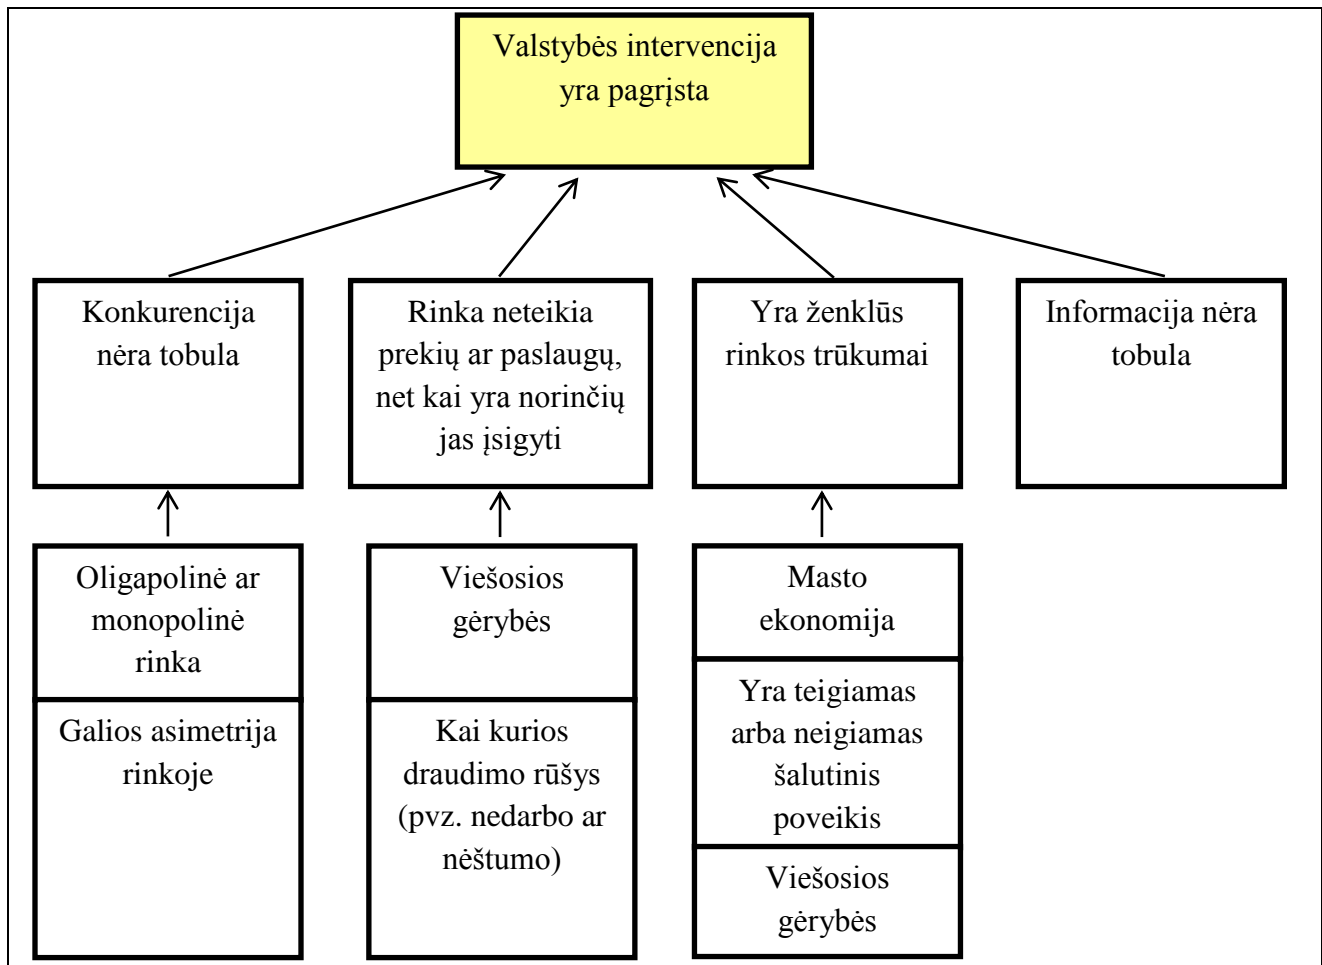 Valstybės intervencija
yra pagrįsta
Konkurencija
nėra tobula
Rinka neteikia
prekių ar paslaugų,
net kai yra norinčių
jas įsigyti
Yra ženklūs
rinkos trūkumai
Informacija nėra
tobula
Oligapolinė ar
monopolinė
rinka
Galios asimetrija
rinkoje
Viešosios
gėrybės
Kai kurios
draudimo rūšys
(pvz. nedarbo ar
nėštumo)
Masto
ekonomija
Yra teigiamas
arba neigiamas
šalutinis
poveikis
Viešosios
gėrybės